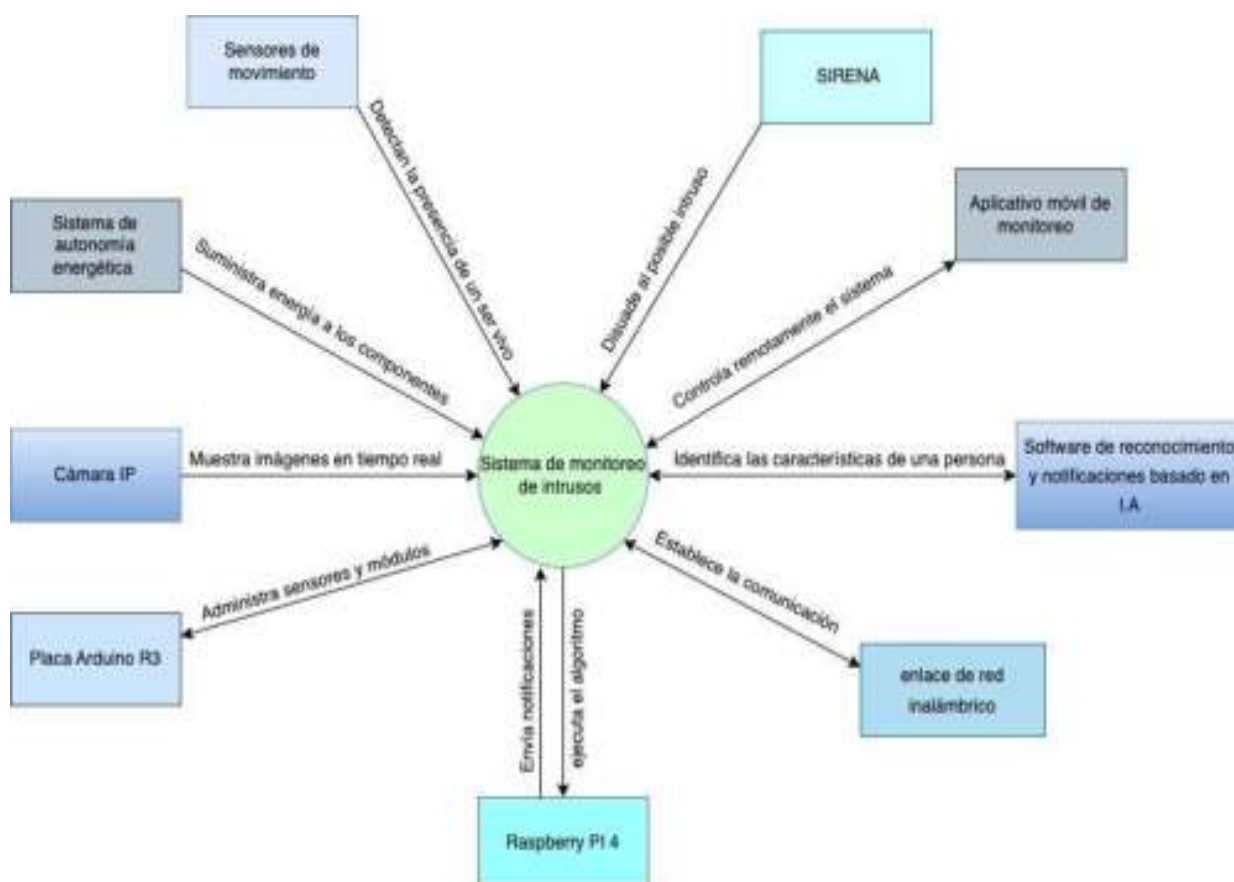 Sensores de
movimiento
SIRENA
Detectan la presencia de un ser vivo
Disuade al posible intruso
Aplicativo móvil de
monitoreo
Sistema de
autonomía
energética
Suministra energía a los componentes
Controla remotamente el sistema
Cámara IP
Muestra imágenes en tiempo real
Sistema de monitoreo
de intrusos
Identifica las características de una persona
Software de reconocimiento
y notificaciones basado en
I.A
Administra sensores y módulos
Establece la comunicación
Placa Arduino R3
Envía notificaciones
ejecuta el algoritmo
enlace de red
inalámbrico
Raspberry PI 4